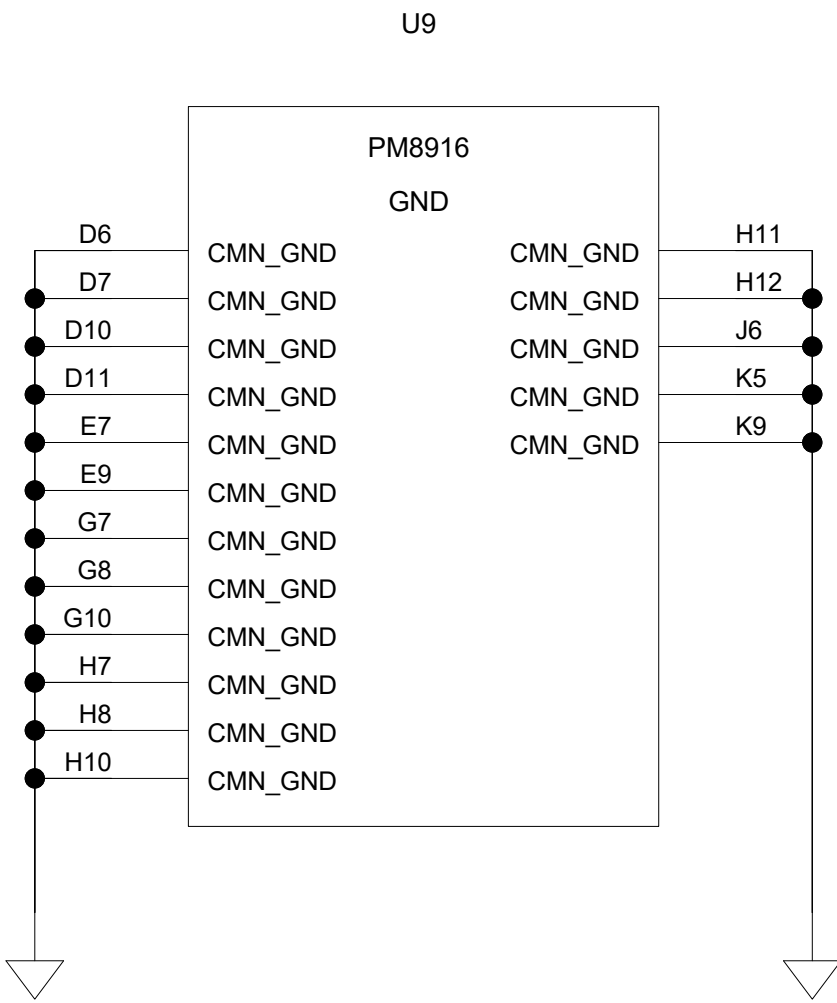 U9
PM8916
GND
D6 CMN_GND CMN_GND H11
D7 CMN_GND CMN_GND H12
D10 CMN_GND CMN_GND J6
D11 CMN_GND CMN_GND K5
E7 CMN_GND CMN_GND K9
E9 CMN_GND
G7 CMN_GND
G8 CMN_GND
G10 CMN_GND
H7 CMN_GND
H8 CMN_GND
H10 CMN_GND